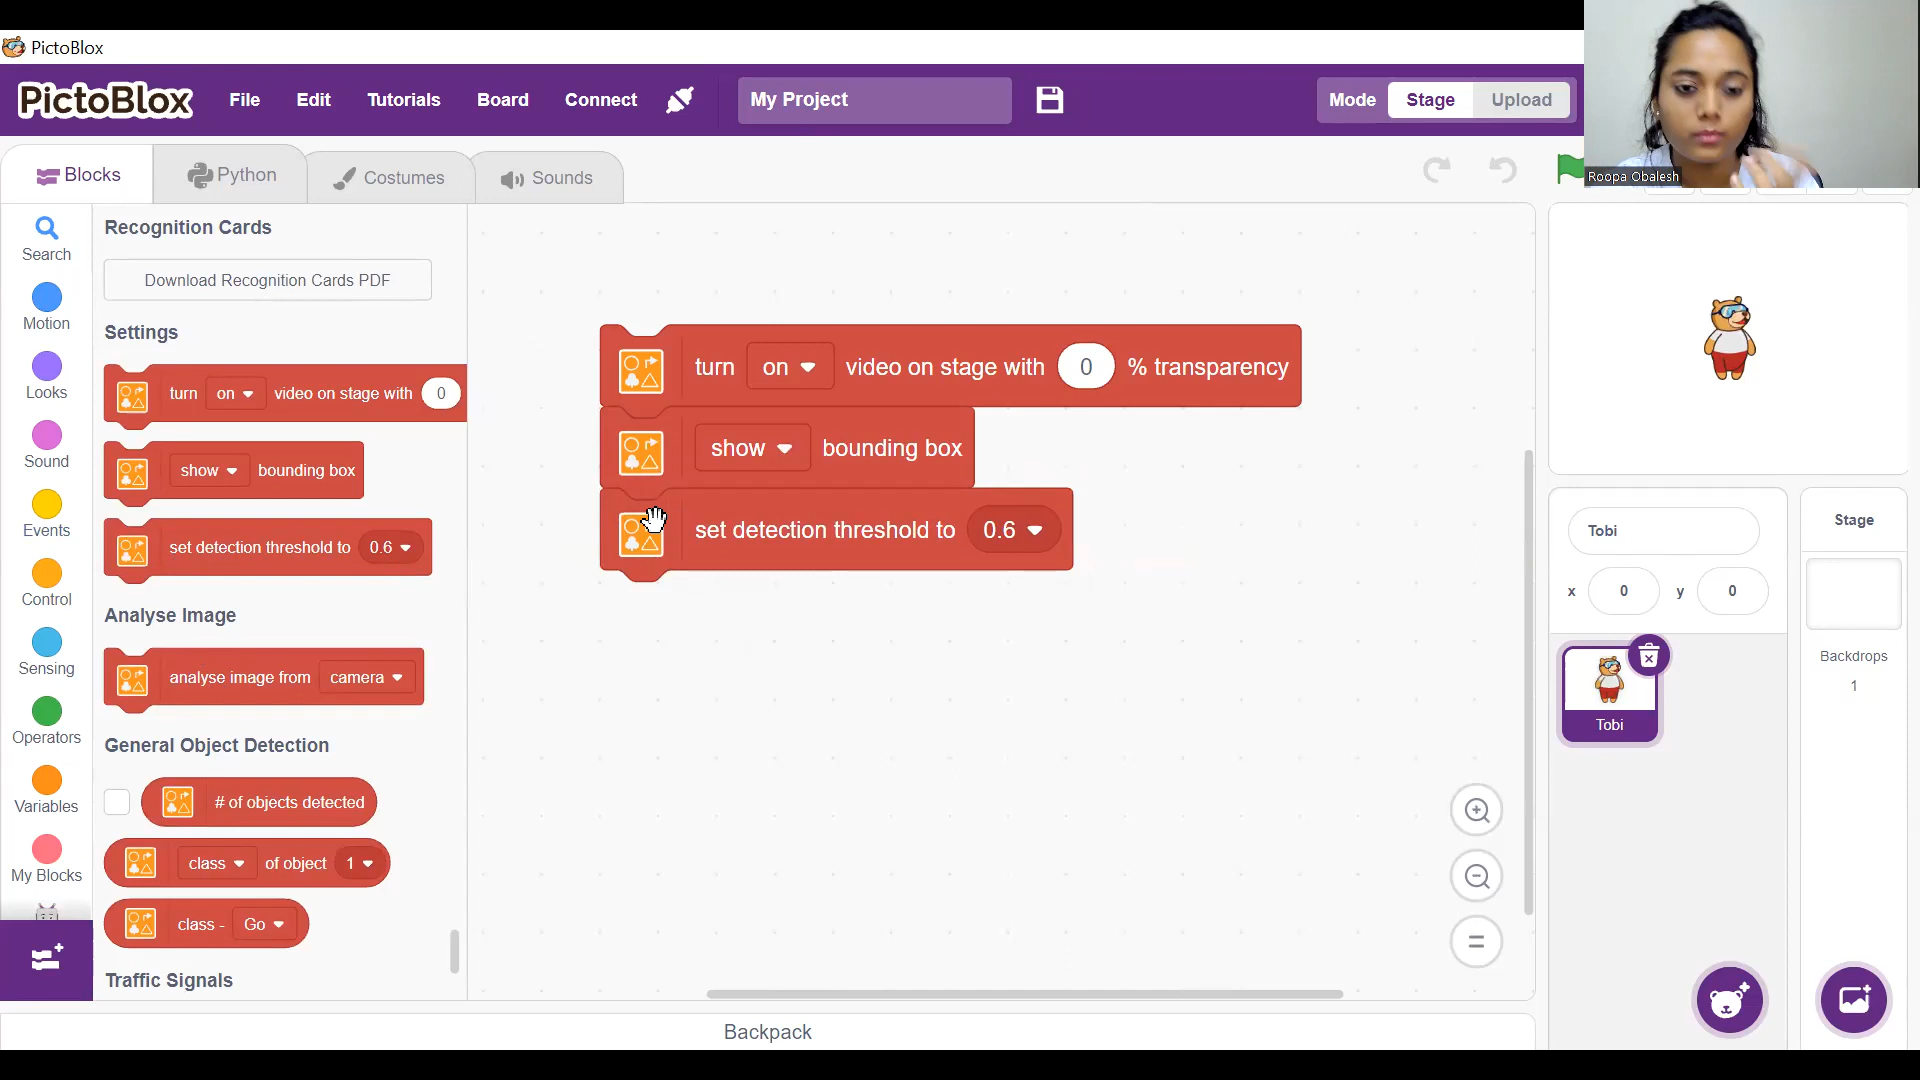 PictoBlox
PictoBlox File Edit Tutorials Board Connect My Project Mode Stage Upload
Roopa Obalesh
Blocks Python Costumes Sounds
Search
Motion
Looks
Sound
Events
Control
Sensing
Operators
Variables
My Blocks
Recognition Cards
Download Recognition Cards PDF
Settings
turn on video on stage with 0
show bounding box
set detection threshold to 0.6
Analyse Image
analyse image from camera
General Object Detection
# of objects detected
class of object 1
class - Go
Traffic Signals
turn on video on stage with 0 % transparency
show bounding box
set detection threshold to 0.6
Tobi
x 0 y 0
Tobi
Stage
Backdrops
1
Backpack